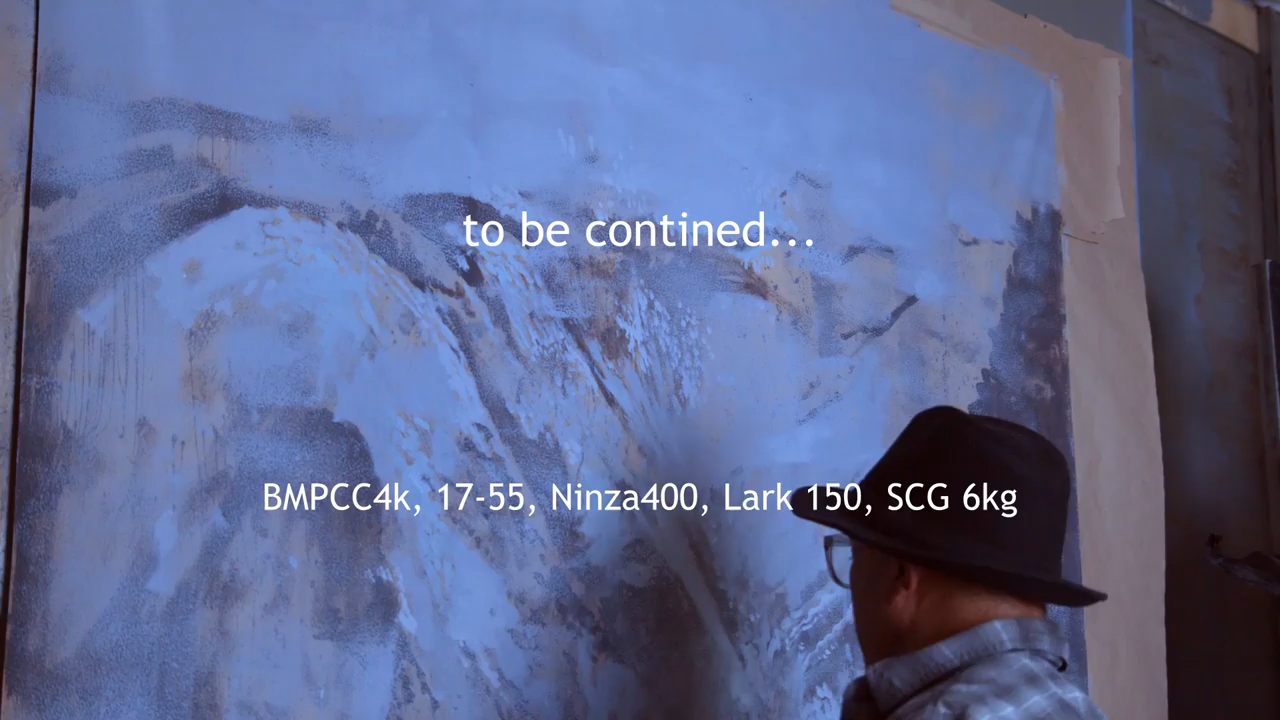 to be contined...
BMPCC4k, 17-55, Ninza400, Lark 150, SCG 6kg